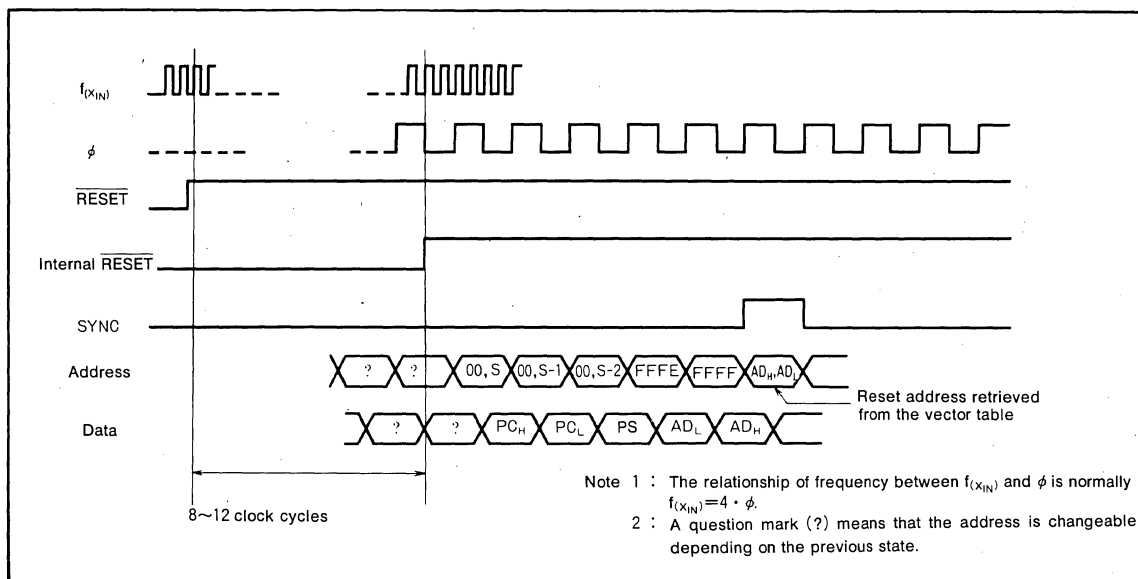 f(XIN)
φ
RESET
Internal RESET
SYNC
Address
? ? 00,S 00,S-1 00,S-2 FFFE FFFF ADH,ADL
Reset address retrieved
from the vector table
Data
? ? PCH PCL PS ADL ADH
8~12 clock cycles
Note 1 : The relationship of frequency between f(XIN) and φ is normally
f(XIN)=4・φ.
2 : A question mark (?) means that the address is changeable
depending on the previous state.